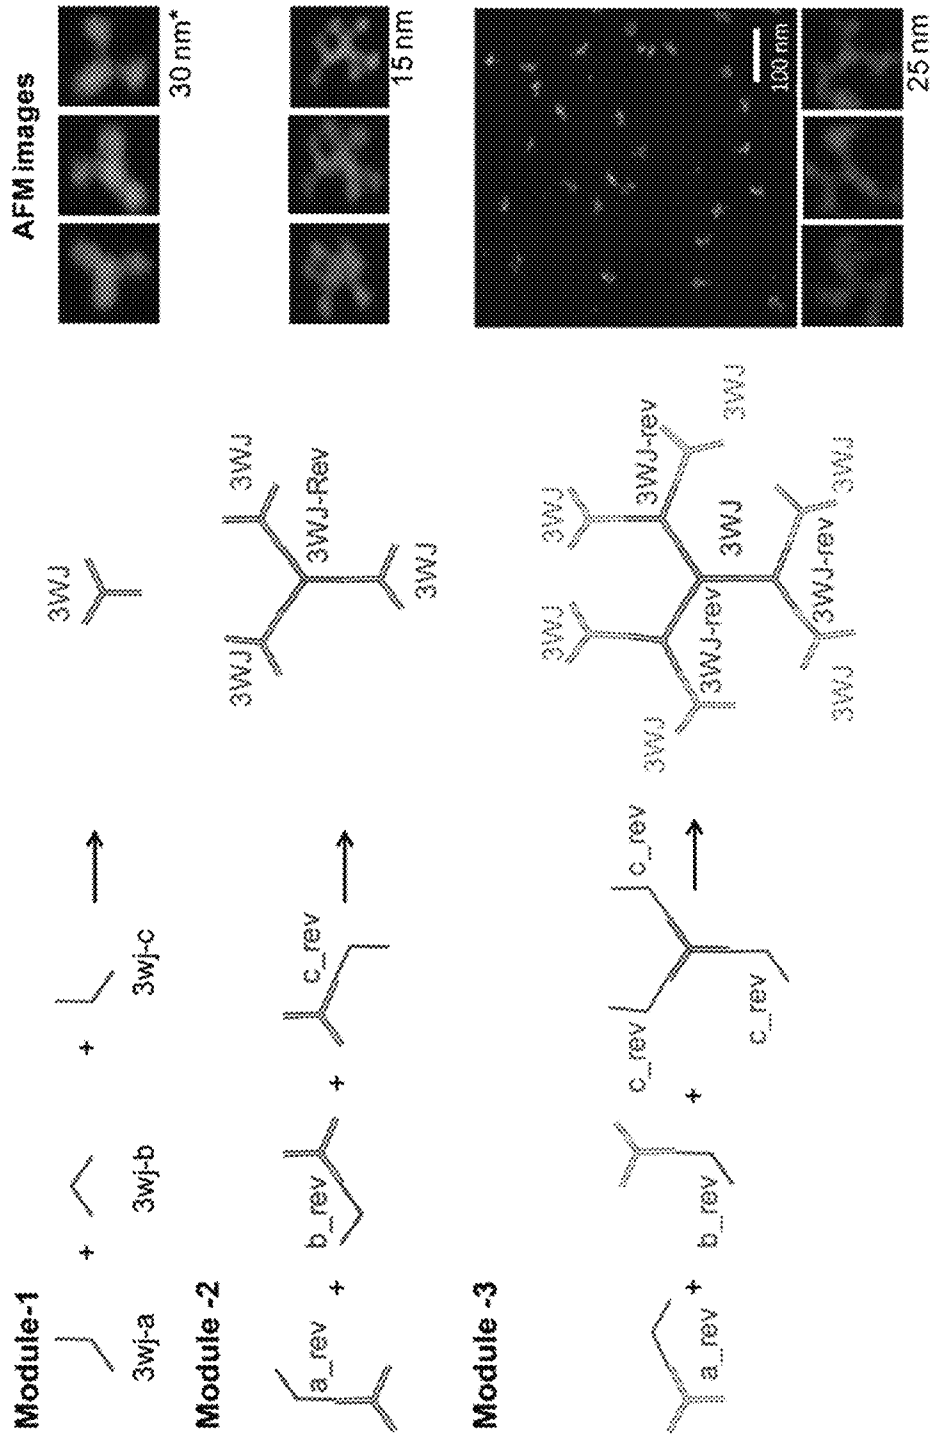 AFM images
Module-1
3wj-a
+
3wj-b
+
3wj-c
3WJ
30 nm*
Module -2
a_rev
+
b_rev
+
c_rev
3WJ
3WJ
3WJ-Rev
3WJ
15 nm
Module -3
a_rev
+
b_rev
+
c_rev
c_rev
c_rev
3WJ
3WJ
3WJ
3WJ-rev
3WJ-rev
3WJ
3WJ
3WJ-rev
3WJ
3WJ
100 nm
25 nm